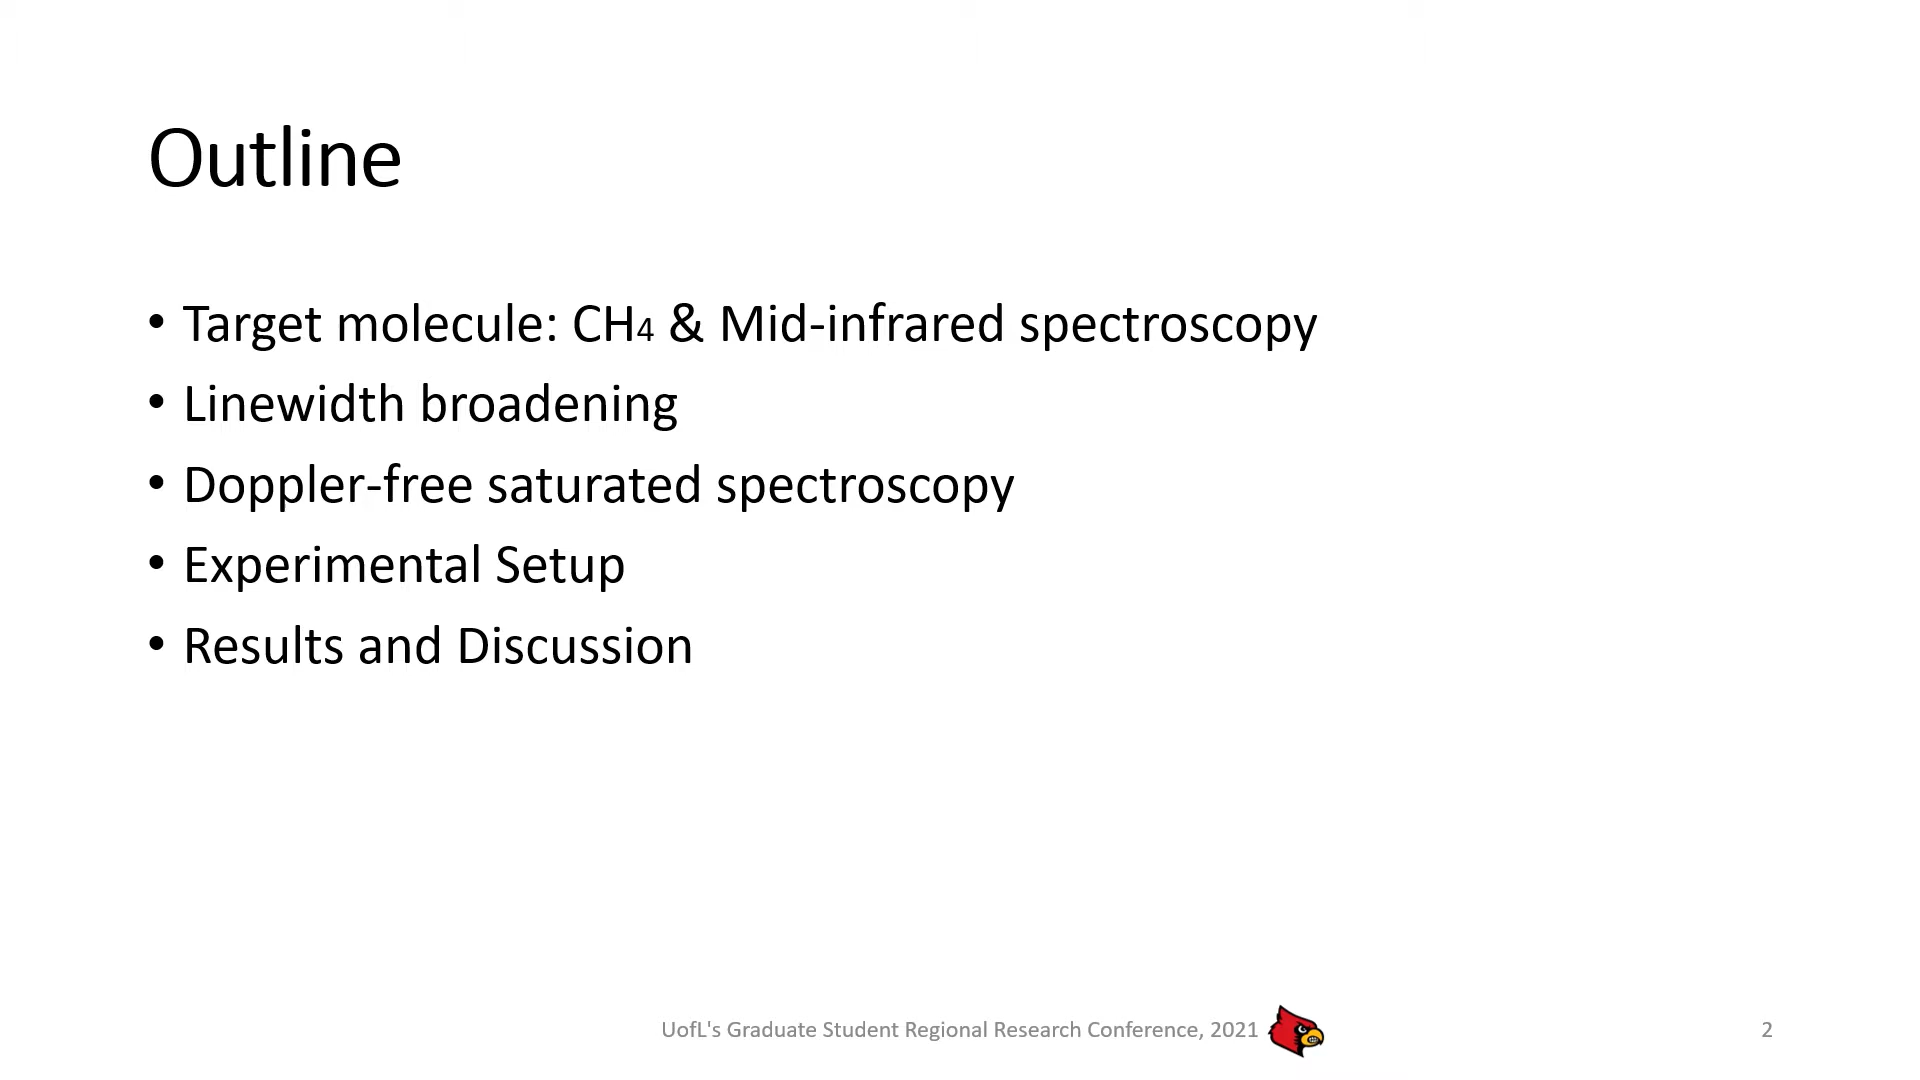 Outline
• Target molecule: CH4 & Mid-infrared spectroscopy
• Linewidth broadening
• Doppler-free saturated spectroscopy
• Experimental Setup
• Results and Discussion
UofL's Graduate Student Regional Research Conference, 2021
2